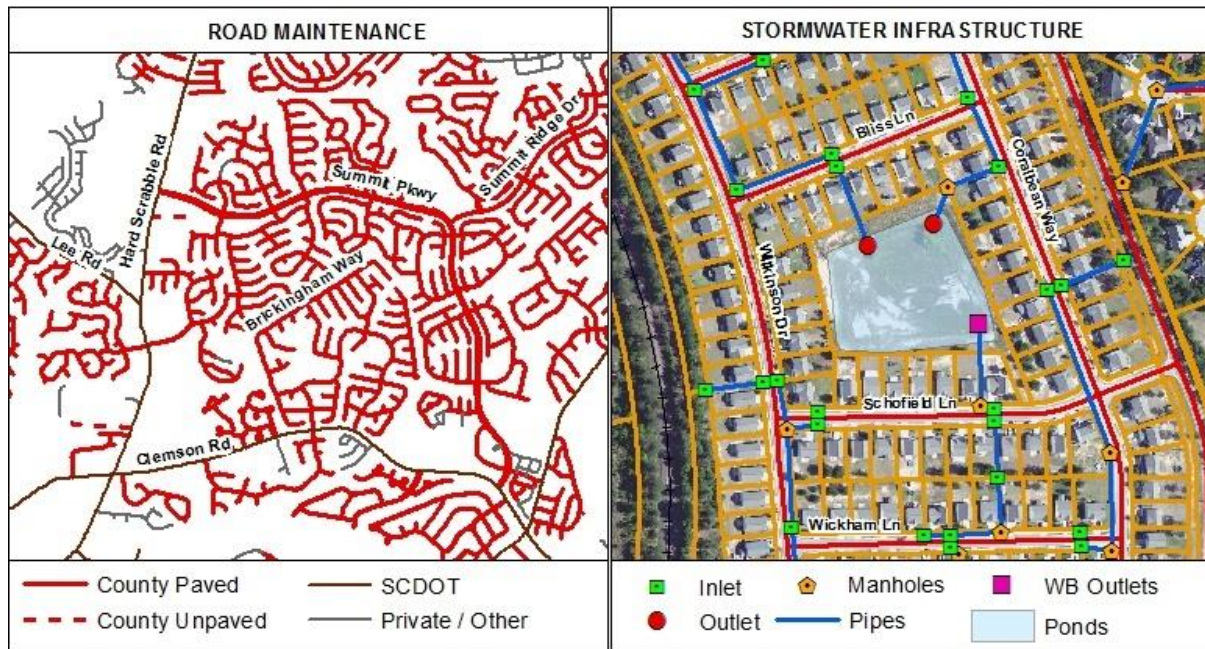 ROAD MAINTENANCE
Hard Scrabble Rd
Summit Ridge Dr
Summit Pkwy
Lee Rd
Brickingham Way
Clemson Rd
County Paved
SCDOT
County Unpaved
Private / Other
STORMWATER INFRASTRUCTURE
Bliss Ln
Coralbean Way
Wilkinson Dr
Schofield Ln
Wickham Ln
Inlet
Manholes
WB Outlets
Outlet
Pipes
Ponds